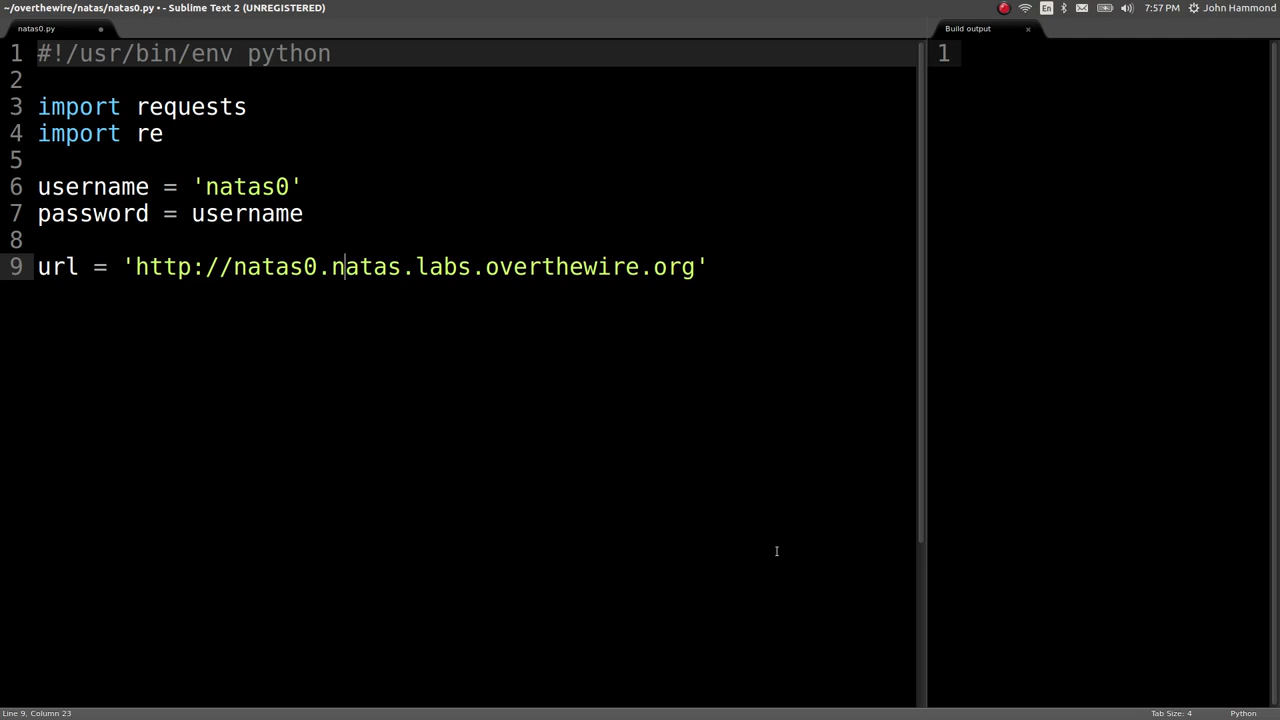 ~/overthewire/natas/natas0.py • - Sublime Text 2 (UNREGISTERED)
En
7:57 PM
John Hammond
natas0.py
Build output
1 #!/usr/bin/env python
2
3 import requests
4 import re
5
6 username = 'natas0'
7 password = username
8
9 url = 'http://natas0.natas.labs.overthewire.org'
1
Line 9, Column 23
Tab Size: 4
Python